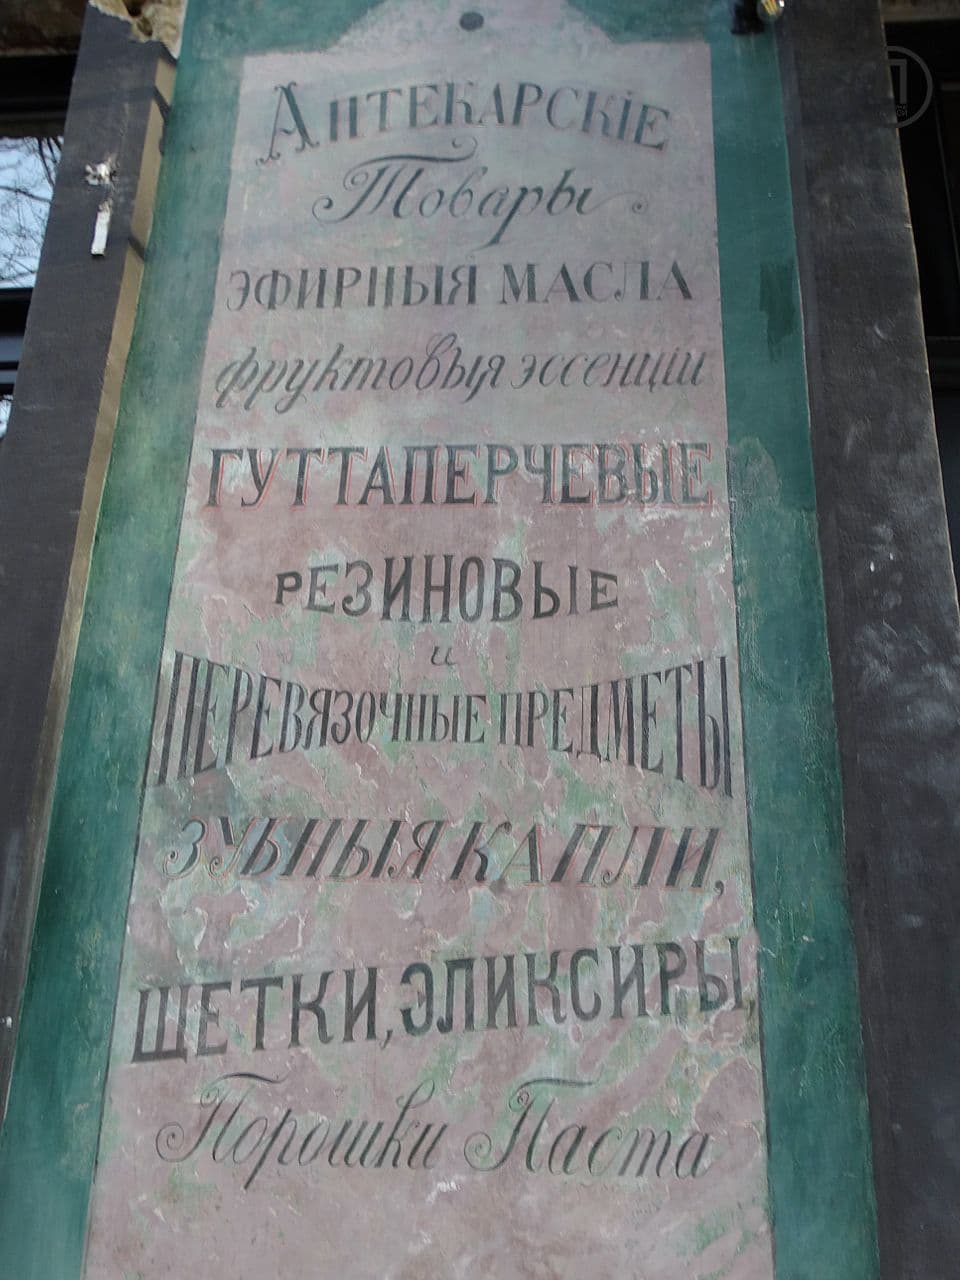 Аптекарскіе
Товары
ЭФИРНЫЯ МАСЛА
фруктовыя эссенціи
ГУТТАПЕРЧЕВЫЕ
РЕЗИНОВЫЕ
и
ПЕРЕВЯЗОЧНЫЕ ПРЕДМЕТЫ
ЗУБНЫЯ КАПЛИ,
ЩЕТКИ, ЭЛИКСИРЫ,
Порошки Паста